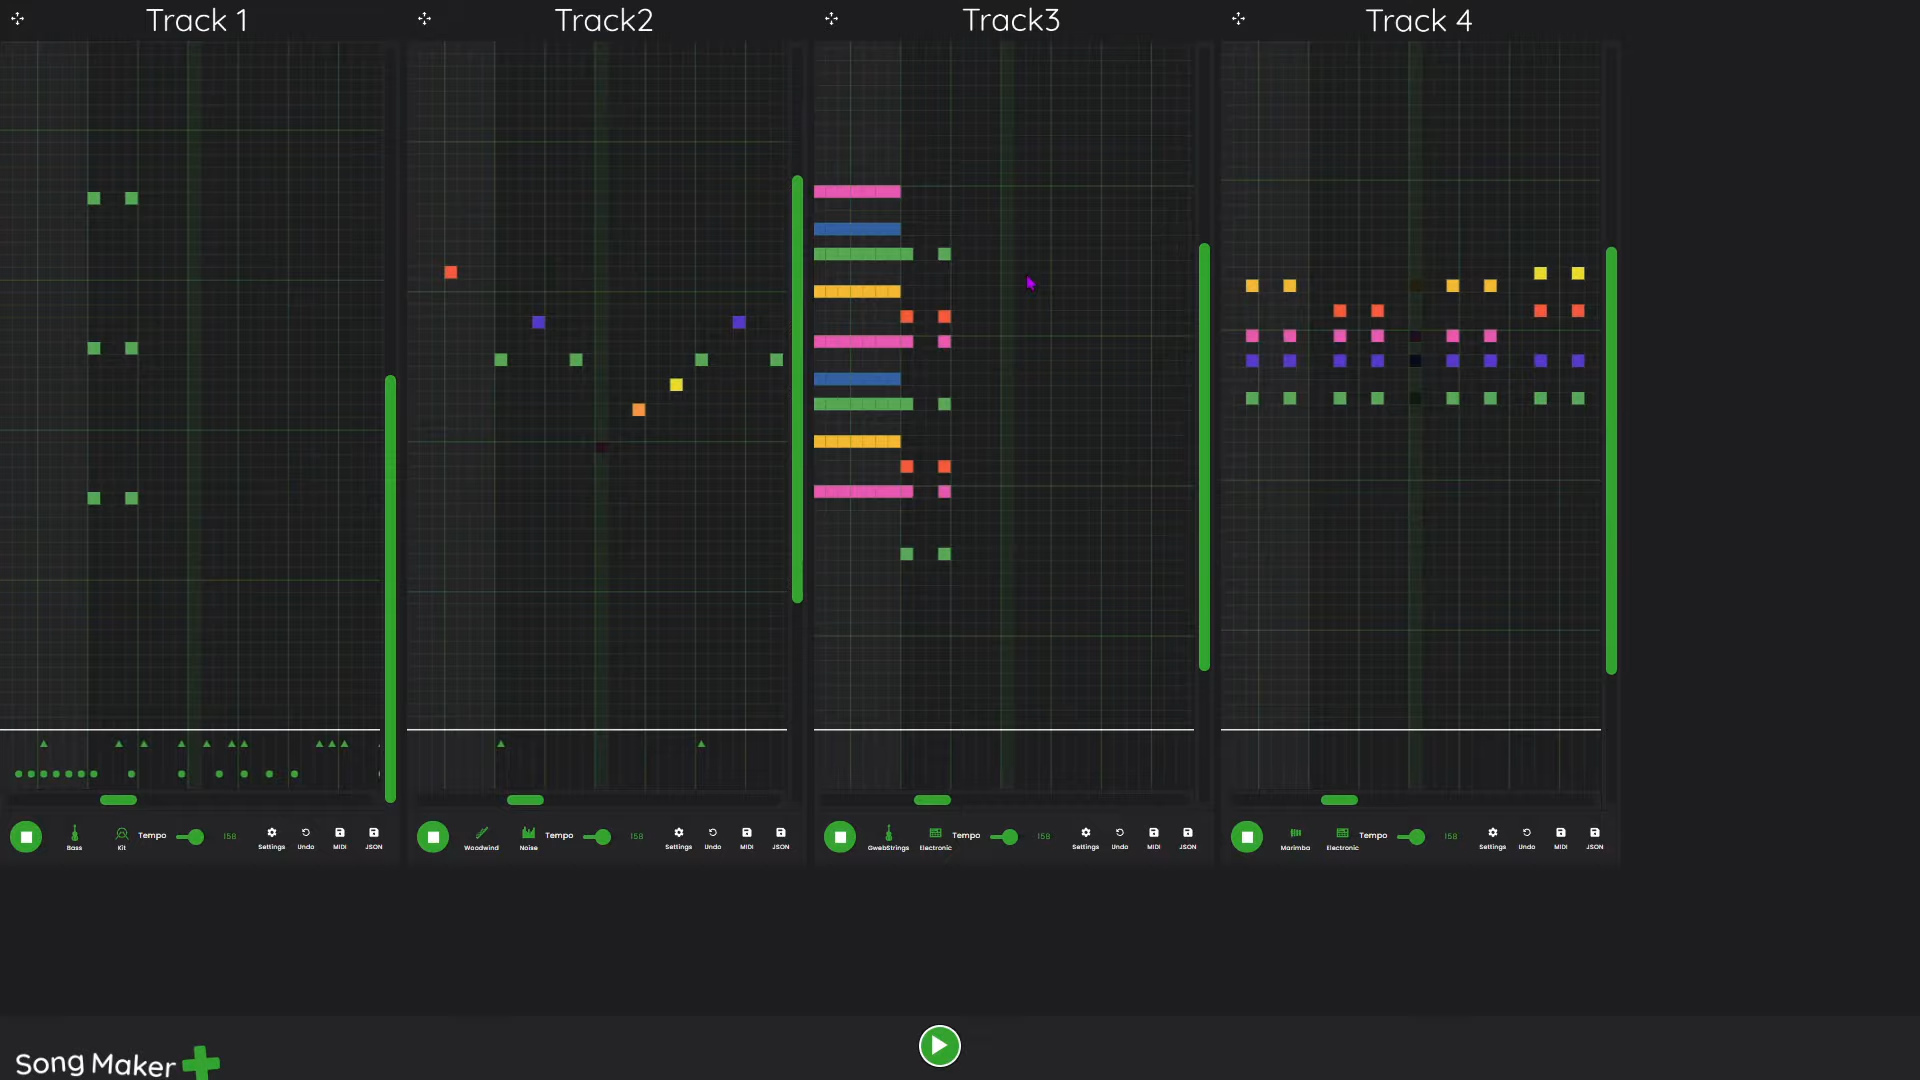 Track 1
Track2
Track3
Track 4
Bass Kit Tempo 158 Settings Undo MIDI JSON
Woodwind Noise Tempo 158 Settings Undo MIDI JSON
GwebStrings Electronic Tempo 158 Settings Undo MIDI JSON
Marimba Electronic Tempo 158 Settings Undo MIDI JSON
Song Maker